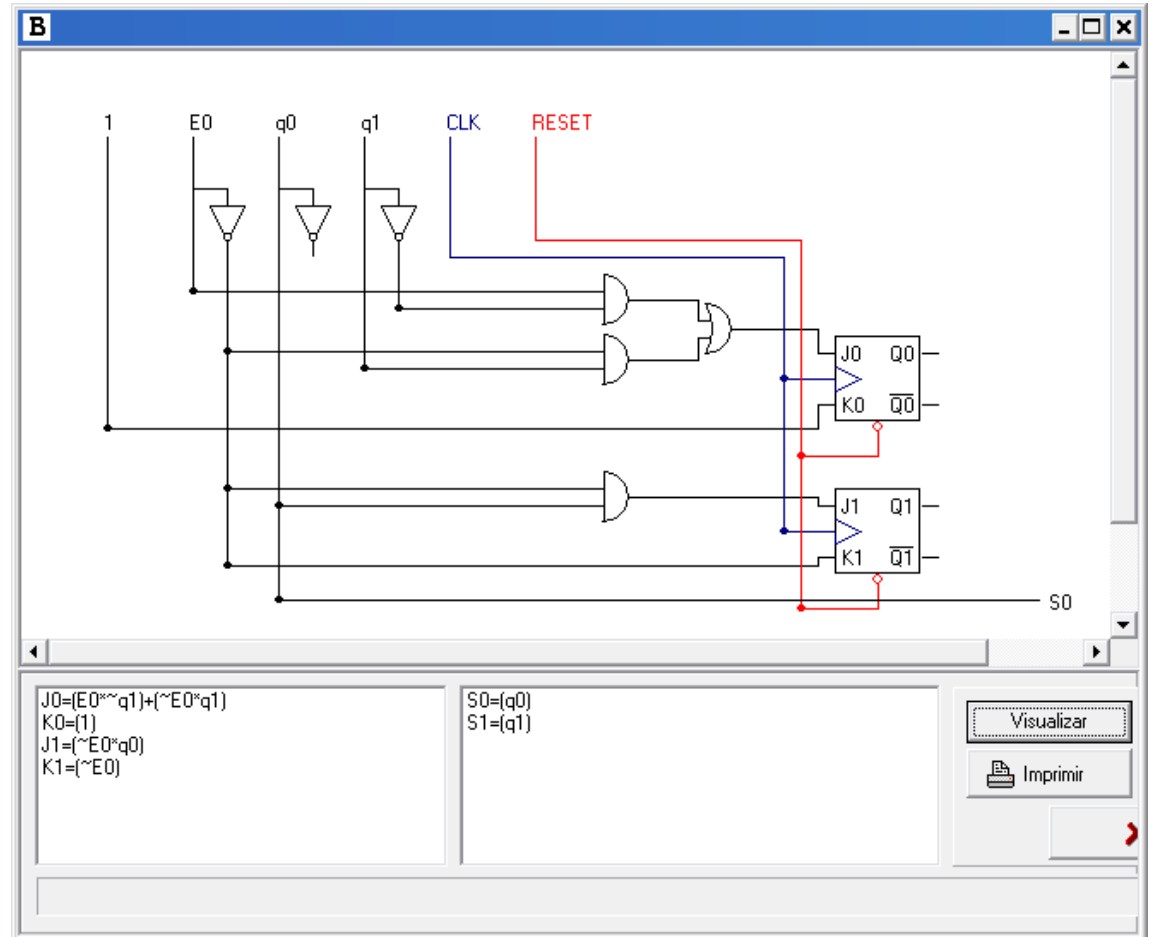 B
1 E0 q0 q1 CLK RESET
J0 Q0
K0 Q0
J1 Q1
K1 Q1
S0
J0=(E0*~q1)+(~E0*q1)
K0=(1)
J1=(~E0*q0)
K1=(~E0)
S0=(q0)
S1=(q1)
Visualizar
Imprimir